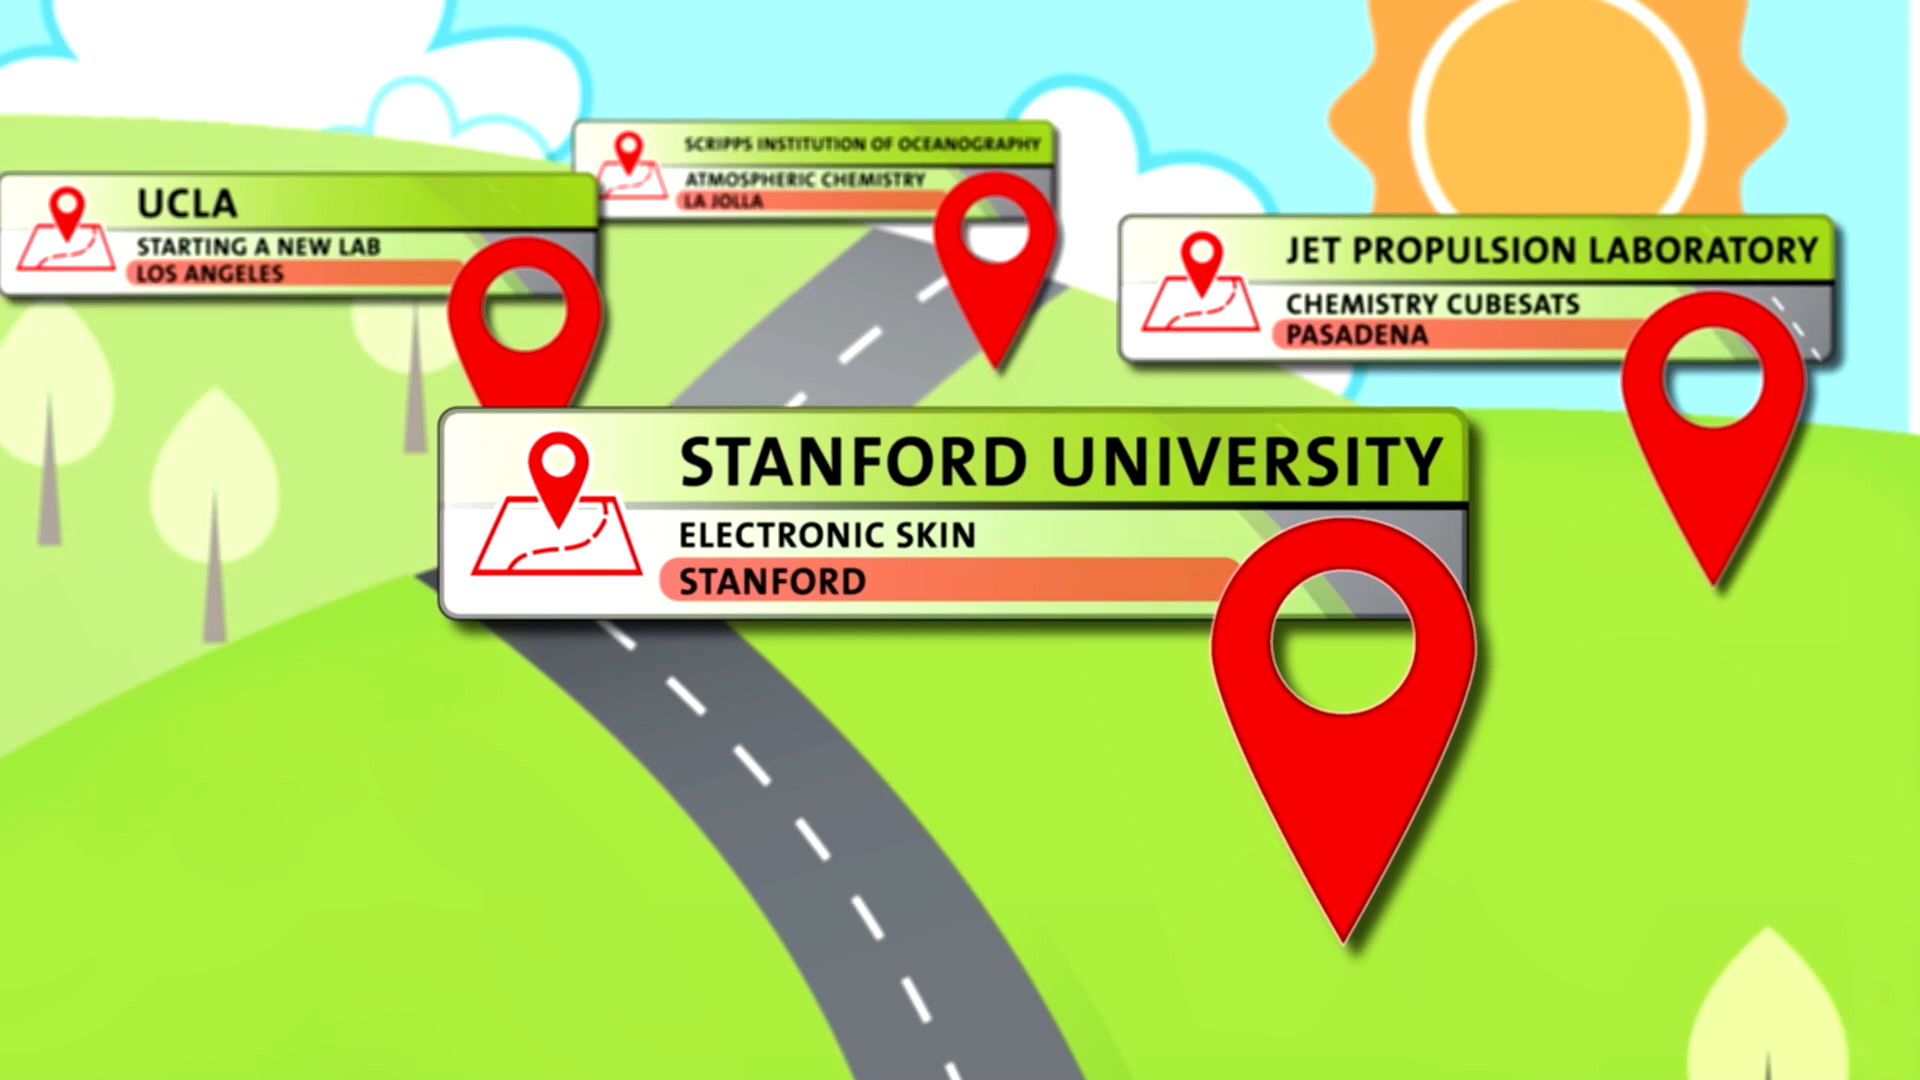 SCRIPPS INSTITUTION OF OCEANOGRAPHY
ATMOSPHERIC CHEMISTRY
LA JOLLA
UCLA
STARTING A NEW LAB
LOS ANGELES
JET PROPULSION LABORATORY
CHEMISTRY CUBESATS
PASADENA
STANFORD UNIVERSITY
ELECTRONIC SKIN
STANFORD